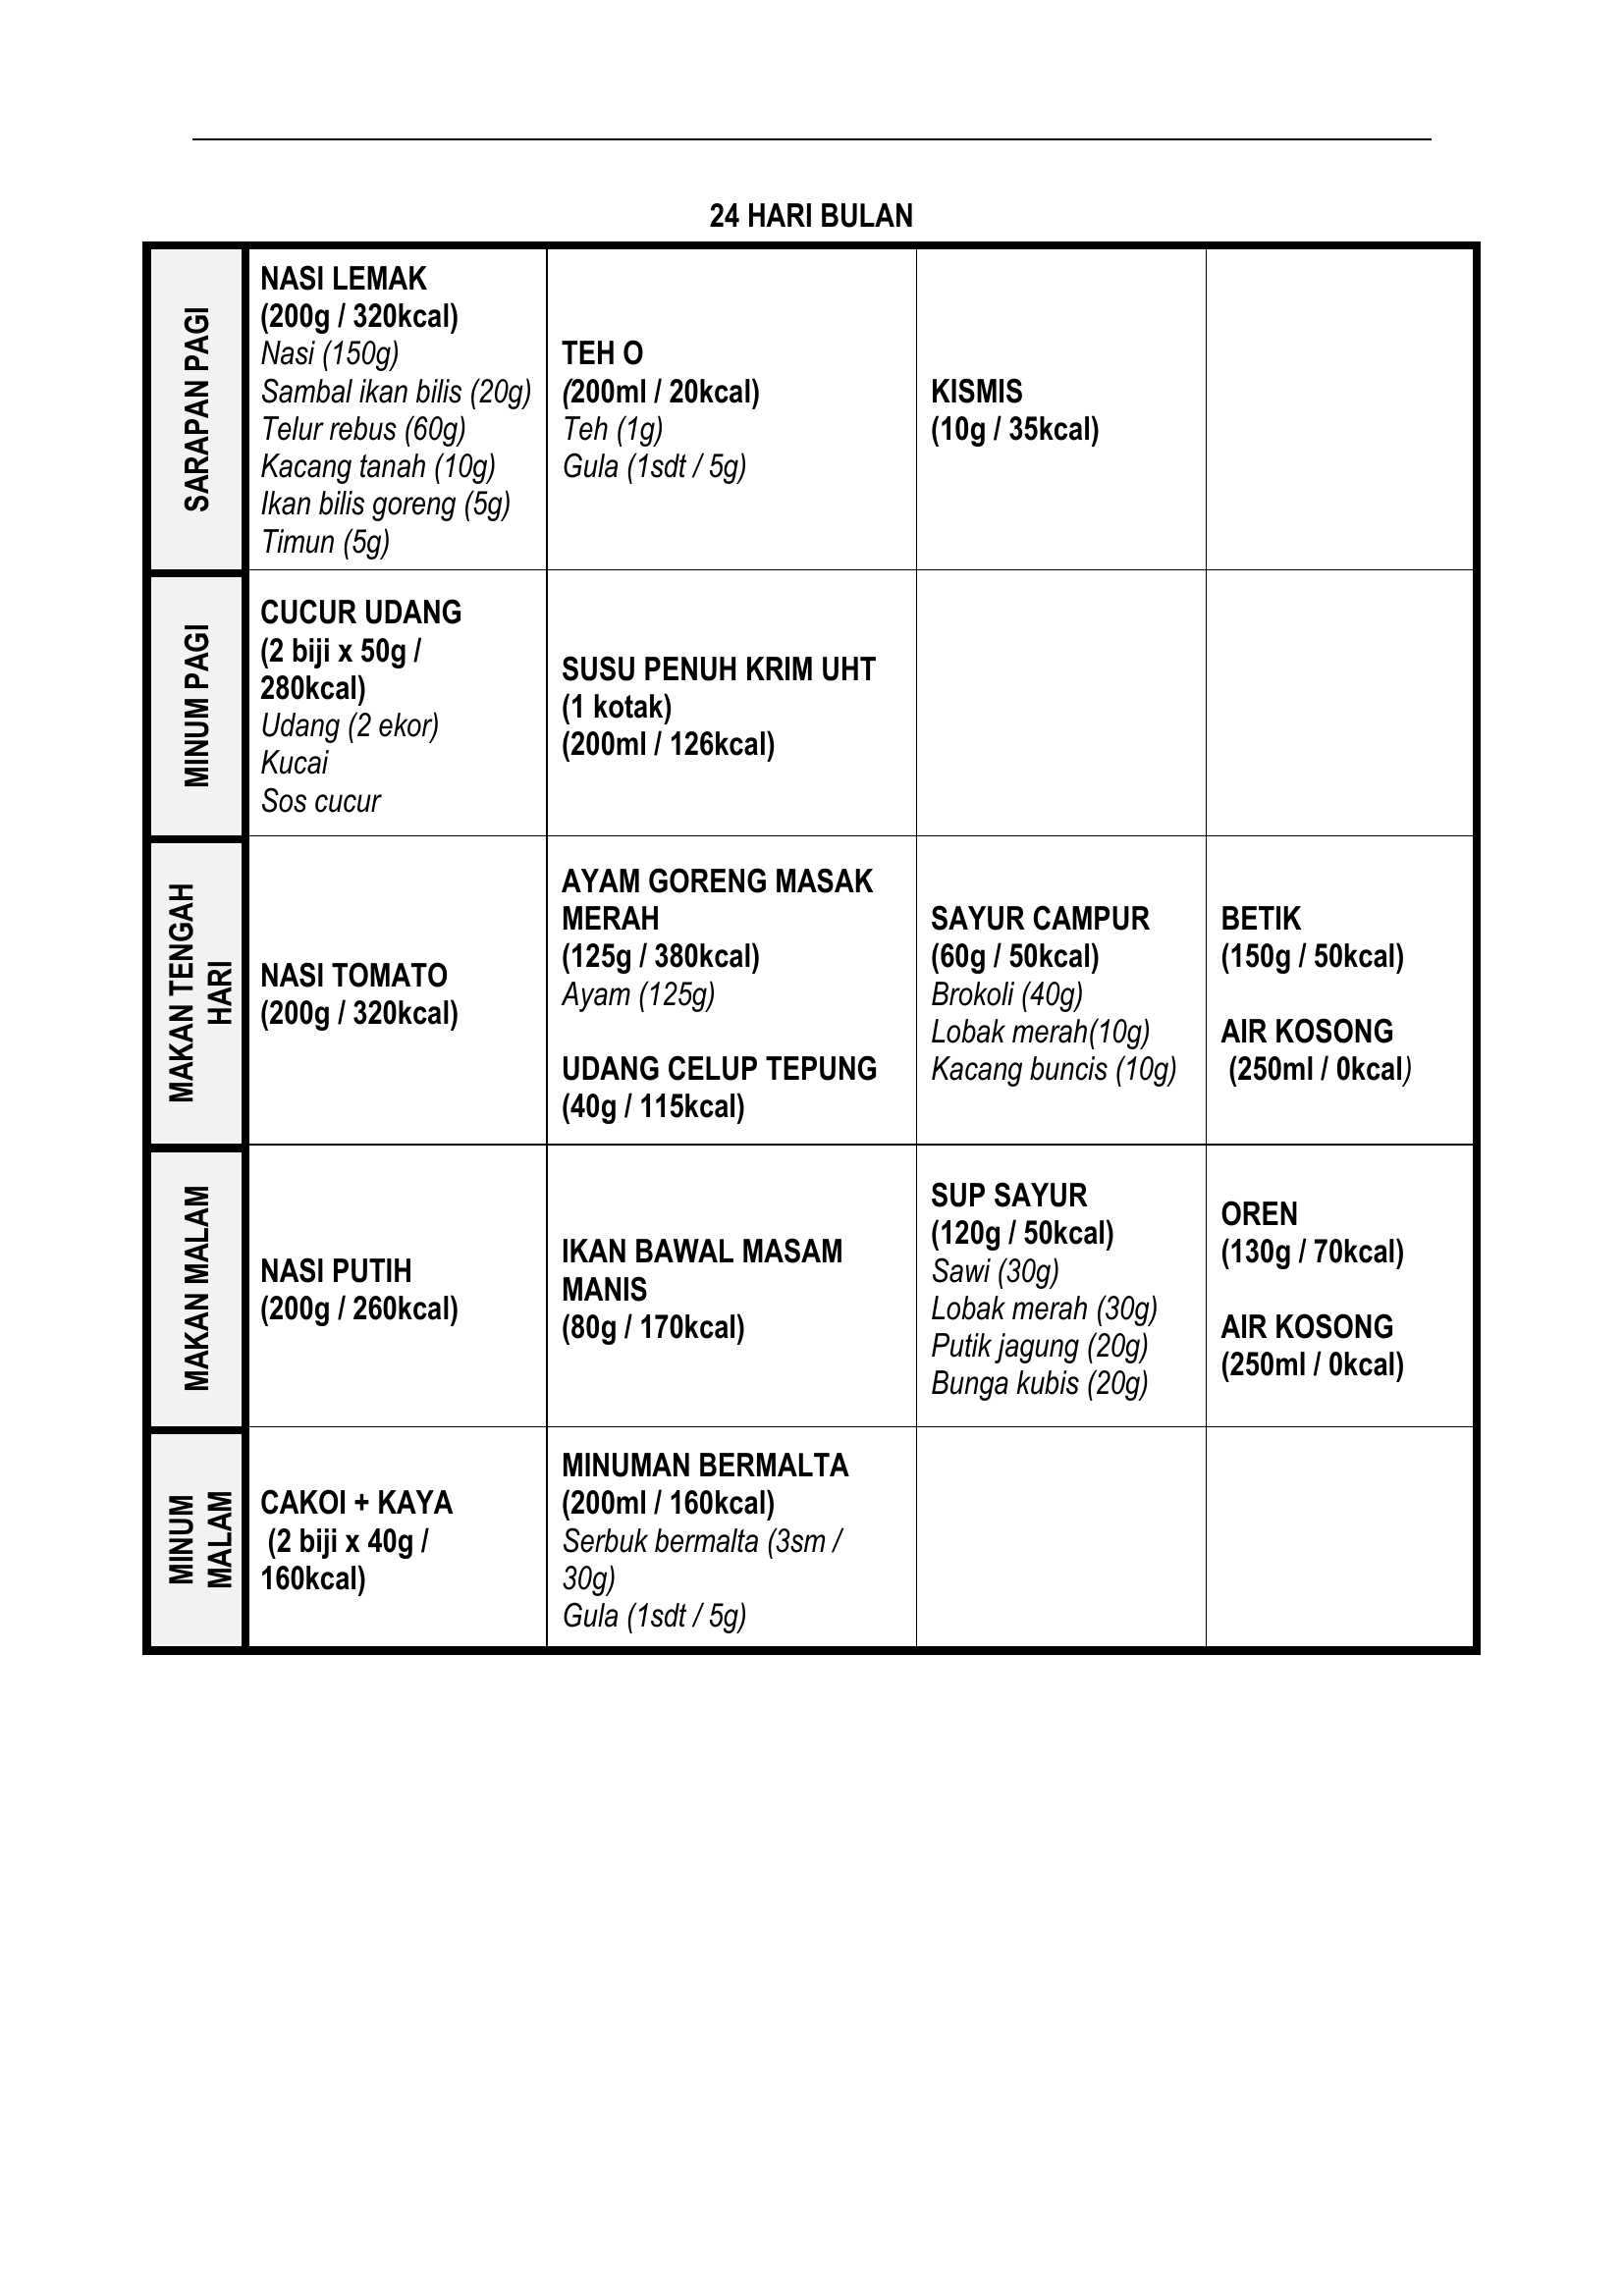 24 HARI BULAN
SARAPAN PAGI
NASI LEMAK
(200g / 320kcal)
Nasi (150g)
Sambal ikan bilis (20g)
Telur rebus (60g)
Kacang tanah (10g)
Ikan bilis goreng (5g)
Timun (5g)
TEH O
(200ml / 20kcal)
Teh (1g)
Gula (1sdt / 5g)
KISMIS
(10g / 35kcal)
MINUM PAGI
CUCUR UDANG
(2 biji x 50g /
280kcal)
Udang (2 ekor)
Kucai
Sos cucur
SUSU PENUH KRIM UHT
(1 kotak)
(200ml / 126kcal)
MAKAN TENGAH
HARI
NASI TOMATO
(200g / 320kcal)
AYAM GORENG MASAK
MERAH
(125g / 380kcal)
Ayam (125g)
UDANG CELUP TEPUNG
(40g / 115kcal)
SAYUR CAMPUR
(60g / 50kcal)
Brokoli (40g)
Lobak merah(10g)
Kacang buncis (10g)
BETIK
(150g / 50kcal)
AIR KOSONG
(250ml / 0kcal)
MAKAN MALAM
NASI PUTIH
(200g / 260kcal)
IKAN BAWAL MASAM
MANIS
(80g / 170kcal)
SUP SAYUR
(120g / 50kcal)
Sawi (30g)
Lobak merah (30g)
Putik jagung (20g)
Bunga kubis (20g)
OREN
(130g / 70kcal)
AIR KOSONG
(250ml / 0kcal)
MINUM
MALAM
CAKOI + KAYA
(2 biji x 40g /
160kcal)
MINUMAN BERMALTA
(200ml / 160kcal)
Serbuk bermalta (3sm /
30g)
Gula (1sdt / 5g)